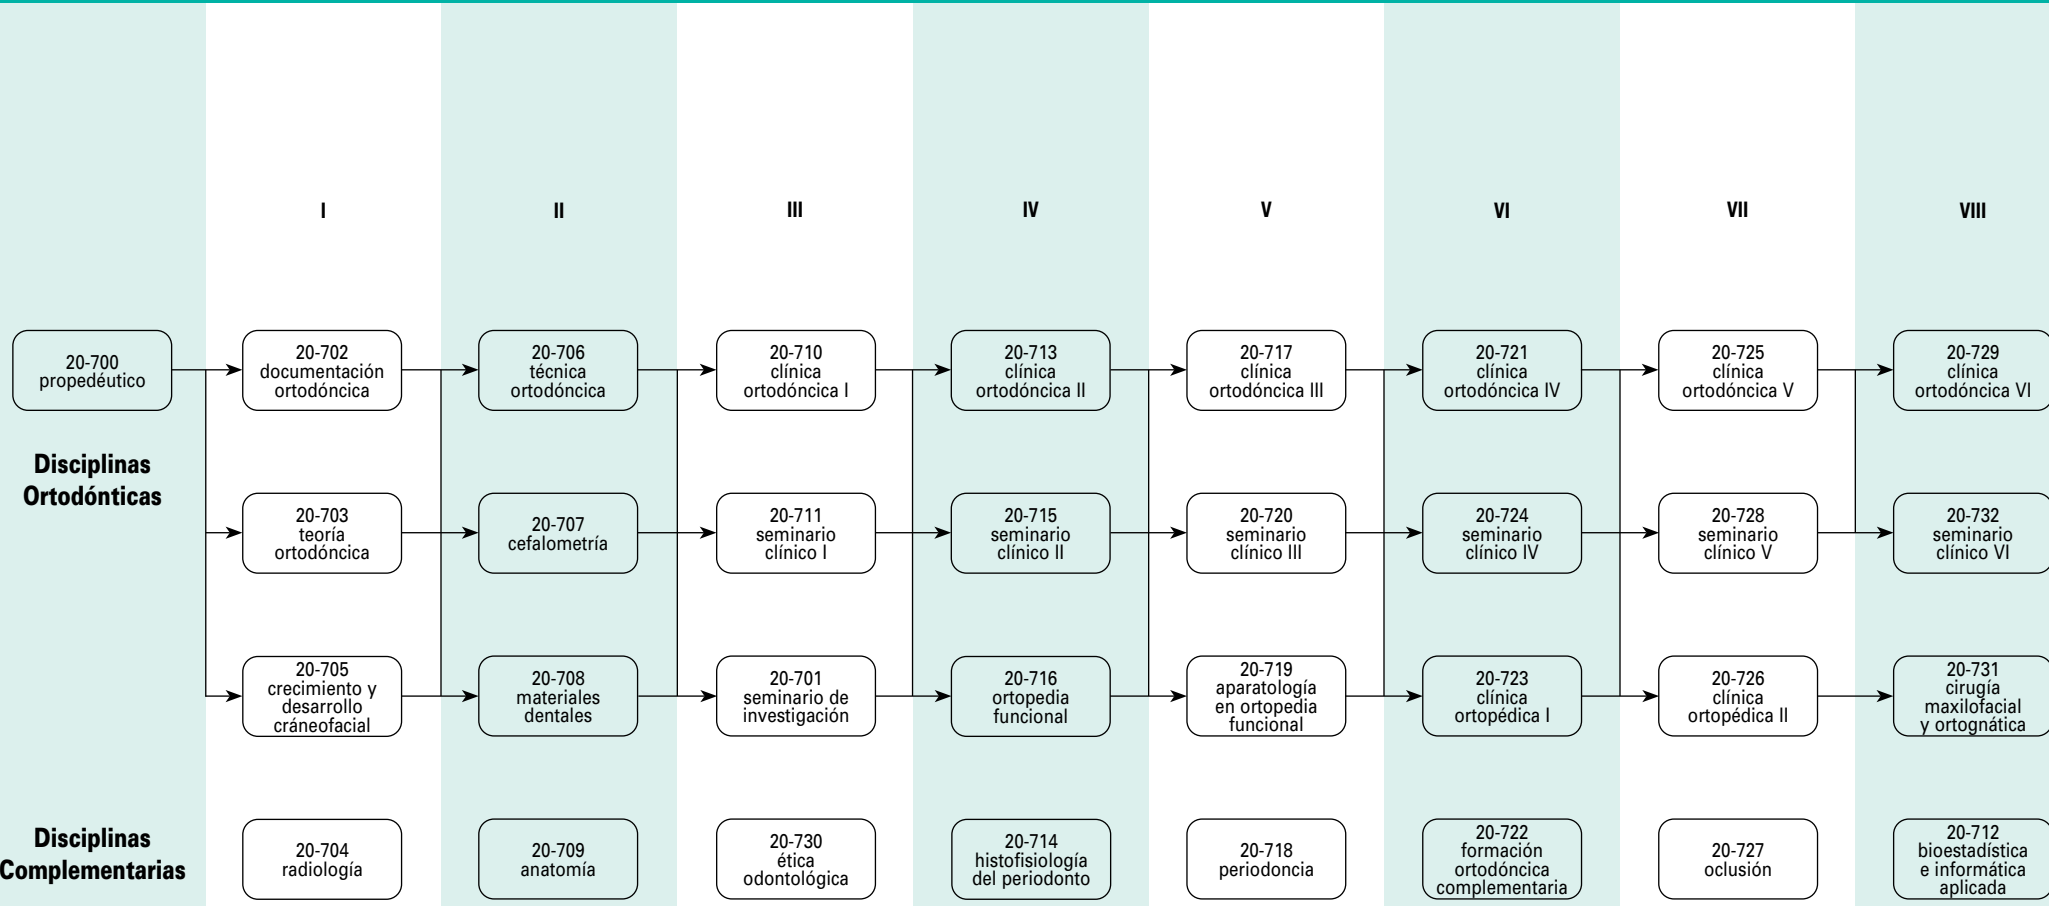 I
II
III
IV
V
VI
VII
VIII
20-700
propedéutico
20-702
documentación
ortodóncica
20-706
técnica
ortodóncica
20-710
clínica
ortodóncica I
20-713
clínica
ortodóncica II
20-717
clínica
ortodóncica III
20-721
clínica
ortodóncica IV
20-725
clínica
ortodóncica V
20-729
clínica
ortodóncica VI
Disciplinas
Ortodónticas
20-703
teoría
ortodóncica
20-707
cefalometría
20-711
seminario
clínico I
20-715
seminario
clínico II
20-720
seminario
clínico III
20-724
seminario
clínico IV
20-728
seminario
clínico V
20-732
seminario
clínico VI
20-705
crecimiento y
desarrollo
cráneofacial
20-708
materiales
dentales
20-701
seminario de
investigación
20-716
ortopedia
funcional
20-719
aparatología
en ortopedia
funcional
20-723
clínica
ortopédica I
20-726
clínica
ortopédica II
20-731
cirugía
maxilofacial
y ortognática
Disciplinas
Complementarias
20-704
radiología
20-709
anatomía
20-730
ética
odontológica
20-714
histofisiología
del periodonto
20-718
periodoncia
20-722
formación
ortodóncica
complementaria
20-727
oclusión
20-712
bioestadística
e informática
aplicada